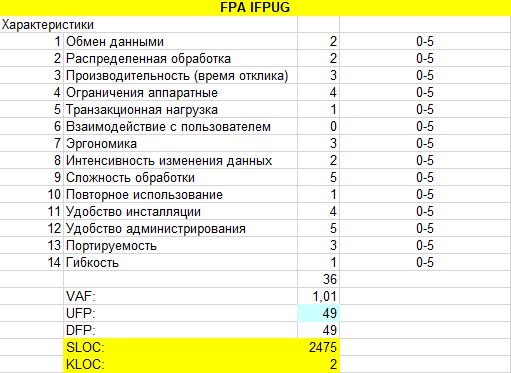 FPA IFPUG
Характеристики
1 Обмен данными 2 0-5
2 Распределенная обработка 2 0-5
3 Производительность (время отклика) 3 0-5
4 Ограничения аппаратные 4 0-5
5 Транзакционная нагрузка 1 0-5
6 Взаимодействие с пользователем 0 0-5
7 Эргономика 3 0-5
8 Интенсивность изменения данных 2 0-5
9 Сложность обработки 5 0-5
10 Повторное использование 1 0-5
11 Удобство инсталляции 4 0-5
12 Удобство администрирования 5 0-5
13 Портируемость 3 0-5
14 Гибкость 1 0-5
36
VAF: 1,01
UFP: 49
DFP: 49
SLOC: 2475
KLOC: 2